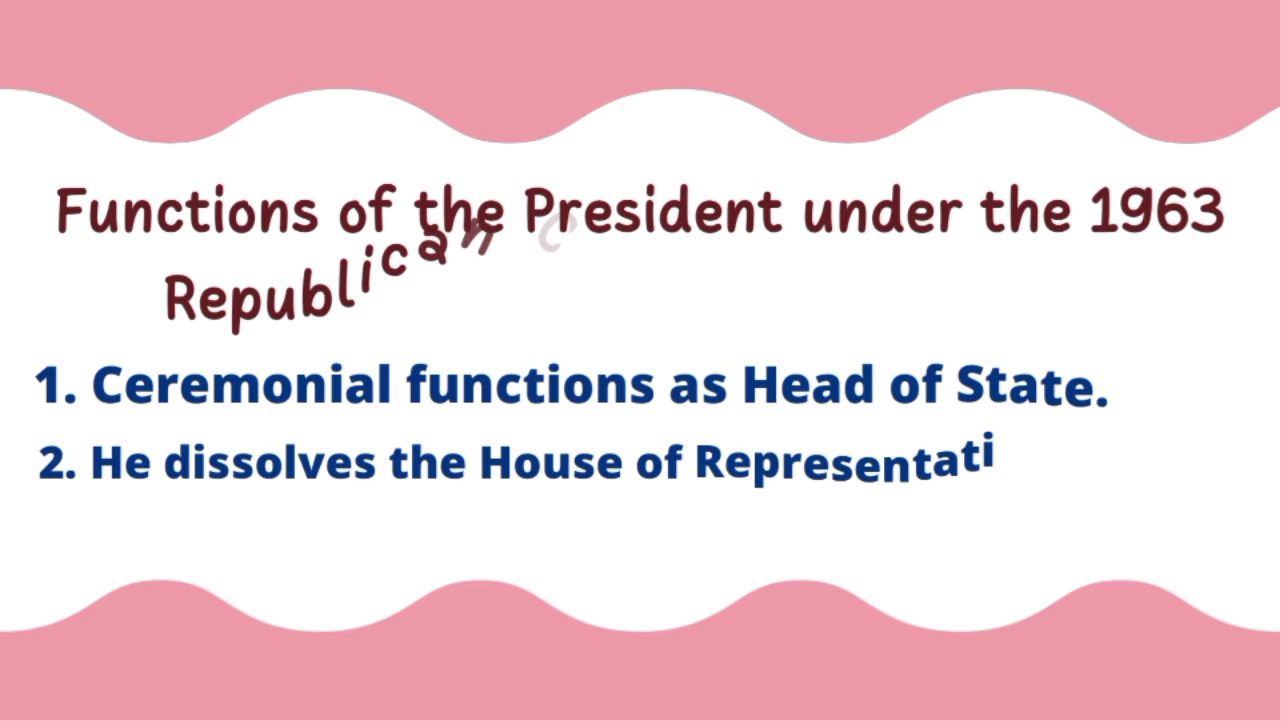 Functions of the President under the 1963
Republican c
1. Ceremonial functions as Head of State.
2. He dissolves the House of Representati